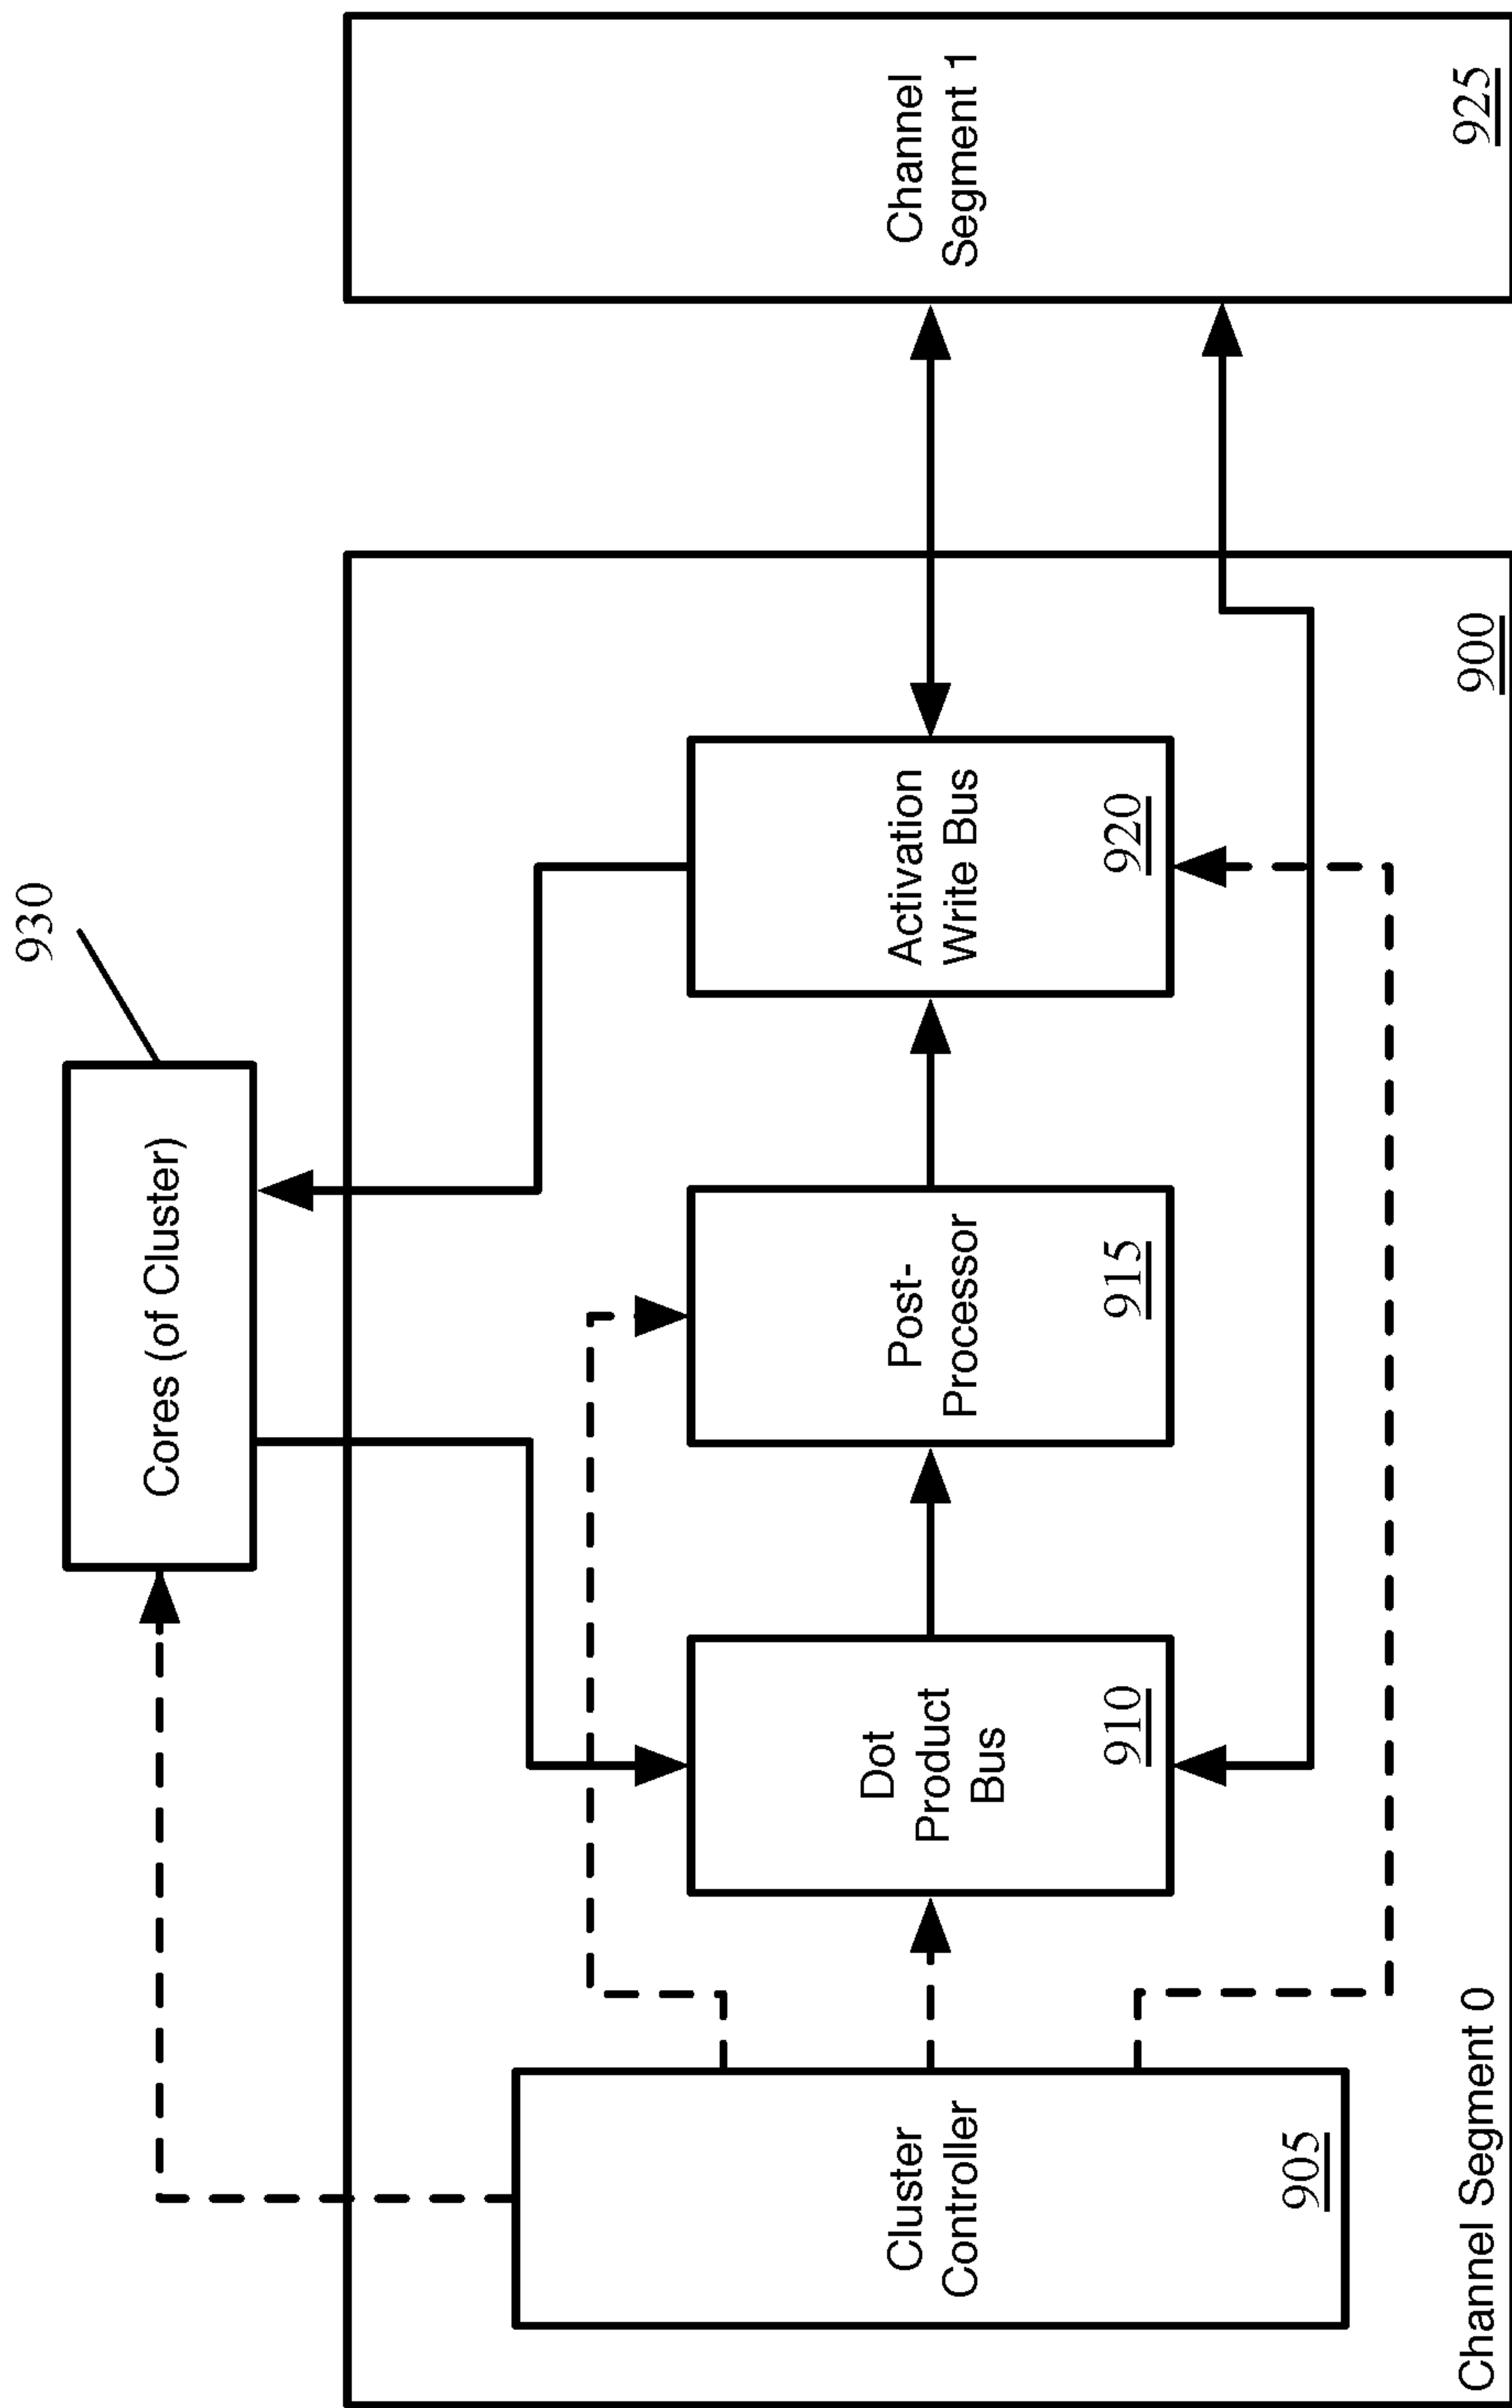 930
Cores (of Cluster)
Cluster
Controller
905
Dot
Product
Bus
910
Post-
Processor
915
Activation
Write Bus
920
Channel
Segment 1
925
Channel Segment 0
900